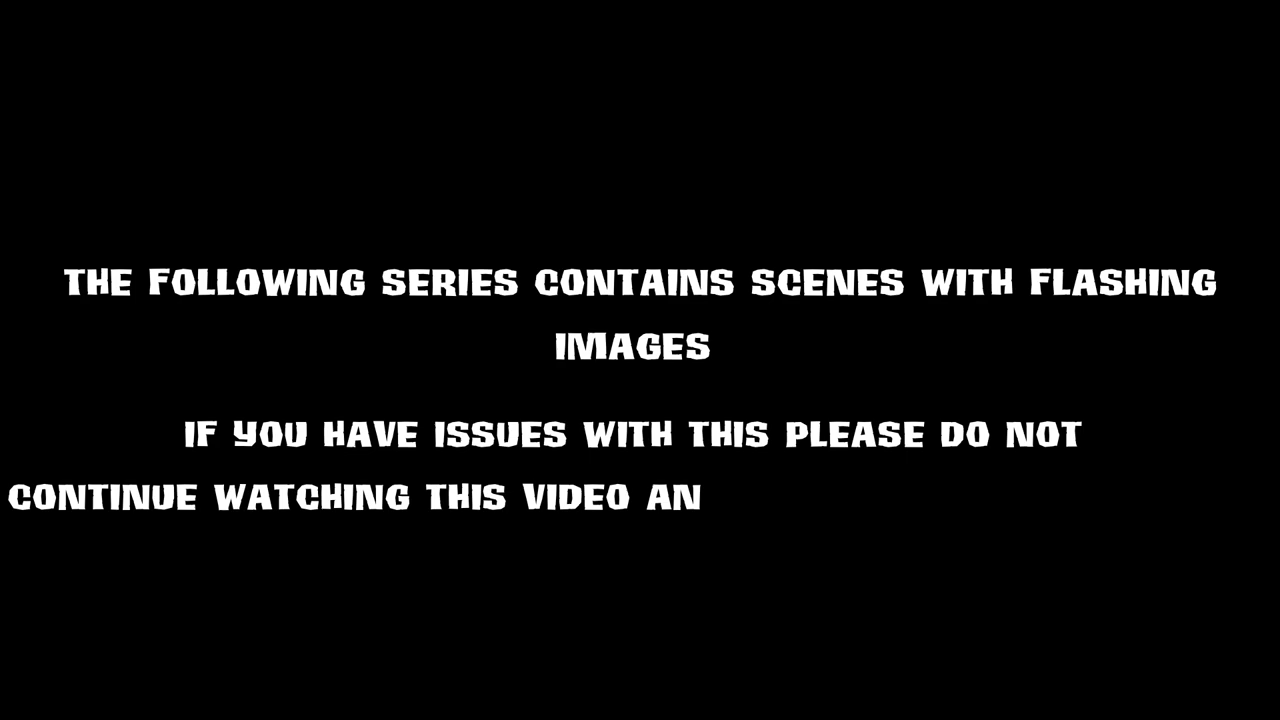 THE FOLLOWING SERIES CONTAINS SCENES WITH FLASHING
IMAGES
IF YOU HAVE ISSUES WITH THIS PLEASE DO NOT
CONTINUE WATCHING THIS VIDEO AN